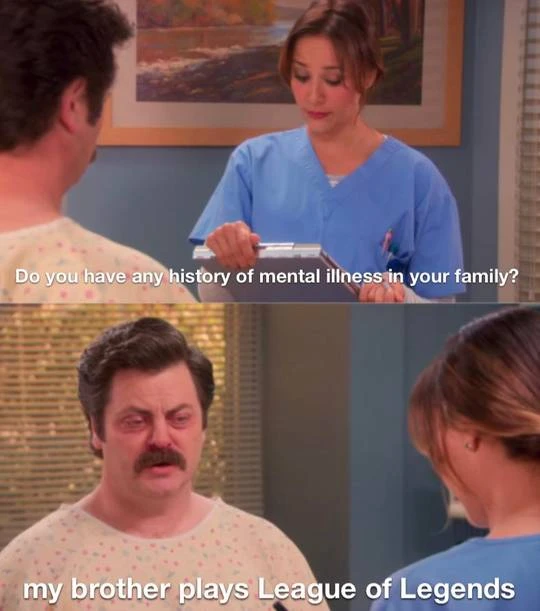 Do you have any history of mental illness in your family?
my brother plays League of Legends